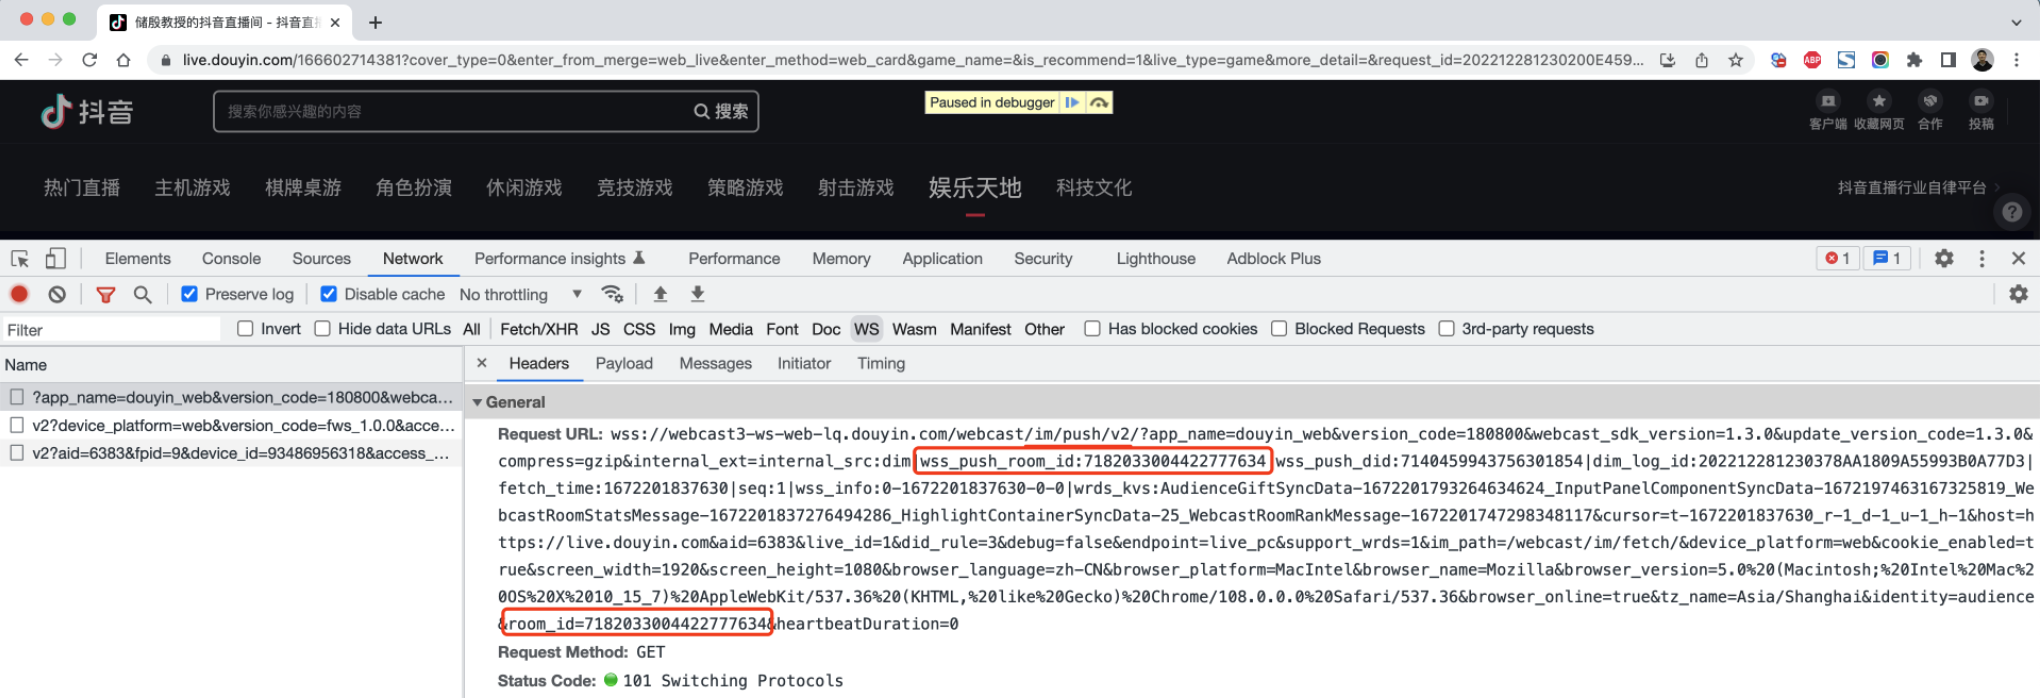 储殷教授的抖音直播间 - 抖音直播
live.douyin.com/166602714381?cover_type=0&enter_from_merge=web_live&enter_method=web_card&game_name=&is_recommend=1&live_type=game&more_detail=&request_id=202212281230200E459...
ABP
抖音
搜索你感兴趣的内容
搜索
Paused in debugger
客户端 收藏网页 合作 投稿
热门直播 主机游戏 棋牌桌游 角色扮演 休闲游戏 竞技游戏 策略游戏 射击游戏 娱乐天地 科技文化
抖音直播行业自律平台 >
Elements Console Sources Network Performance insights Performance Memory Application Security Lighthouse Adblock Plus 1 1
Preserve log Disable cache No throttling
Filter Invert Hide data URLs All Fetch/XHR JS CSS Img Media Font Doc WS Wasm Manifest Other Has blocked cookies Blocked Requests 3rd-party requests
Name
?app_name=douyin_web&version_code=180800&webca...
v2?device_platform=web&version_code=fws_1.0.0&acce...
v2?aid=6383&fpid=9&device_id=93486956318&access_...
× Headers Payload Messages Initiator Timing
General
Request URL: wss://webcast3-ws-web-lq.douyin.com/webcast/im/push/v2/?app_name=douyin_web&version_code=180800&webcast_sdk_version=1.3.0&update_version_code=1.3.0&
compress=gzip&internal_ext=internal_src:dim|wss_push_room_id:7182033004422777634|wss_push_did:7140459943756301854|dim_log_id:202212281230378AA1809A55993B0A77D3|
fetch_time:1672201837630|seq:1|wss_info:0-1672201837630-0-0|wrds_kvs:AudienceGiftSyncData-1672201793264634624_InputPanelComponentSyncData-1672197463167325819_We
bcastRoomStatsMessage-1672201837276494286_HighlightContainerSyncData-25_WebcastRoomRankMessage-1672201747298348117&cursor=t-1672201837630_r-1_d-1_u-1_h-1&host=h
ttps://live.douyin.com&aid=6383&live_id=1&did_rule=3&debug=false&endpoint=live_pc&support_wrds=1&im_path=/webcast/im/fetch/&device_platform=web&cookie_enabled=t
rue&screen_width=1920&screen_height=1080&browser_language=zh-CN&browser_platform=MacIntel&browser_name=Mozilla&browser_version=5.0%20(Macintosh;%20Intel%20Mac%2
0OS%20X%2010_15_7)%20AppleWebKit/537.36%20(KHTML,%20like%20Gecko)%20Chrome/108.0.0.0%20Safari/537.36&browser_online=true&tz_name=Asia/Shanghai&identity=audience
&room_id=7182033004422777634&heartbeatDuration=0
Request Method: GET
Status Code: 101 Switching Protocols